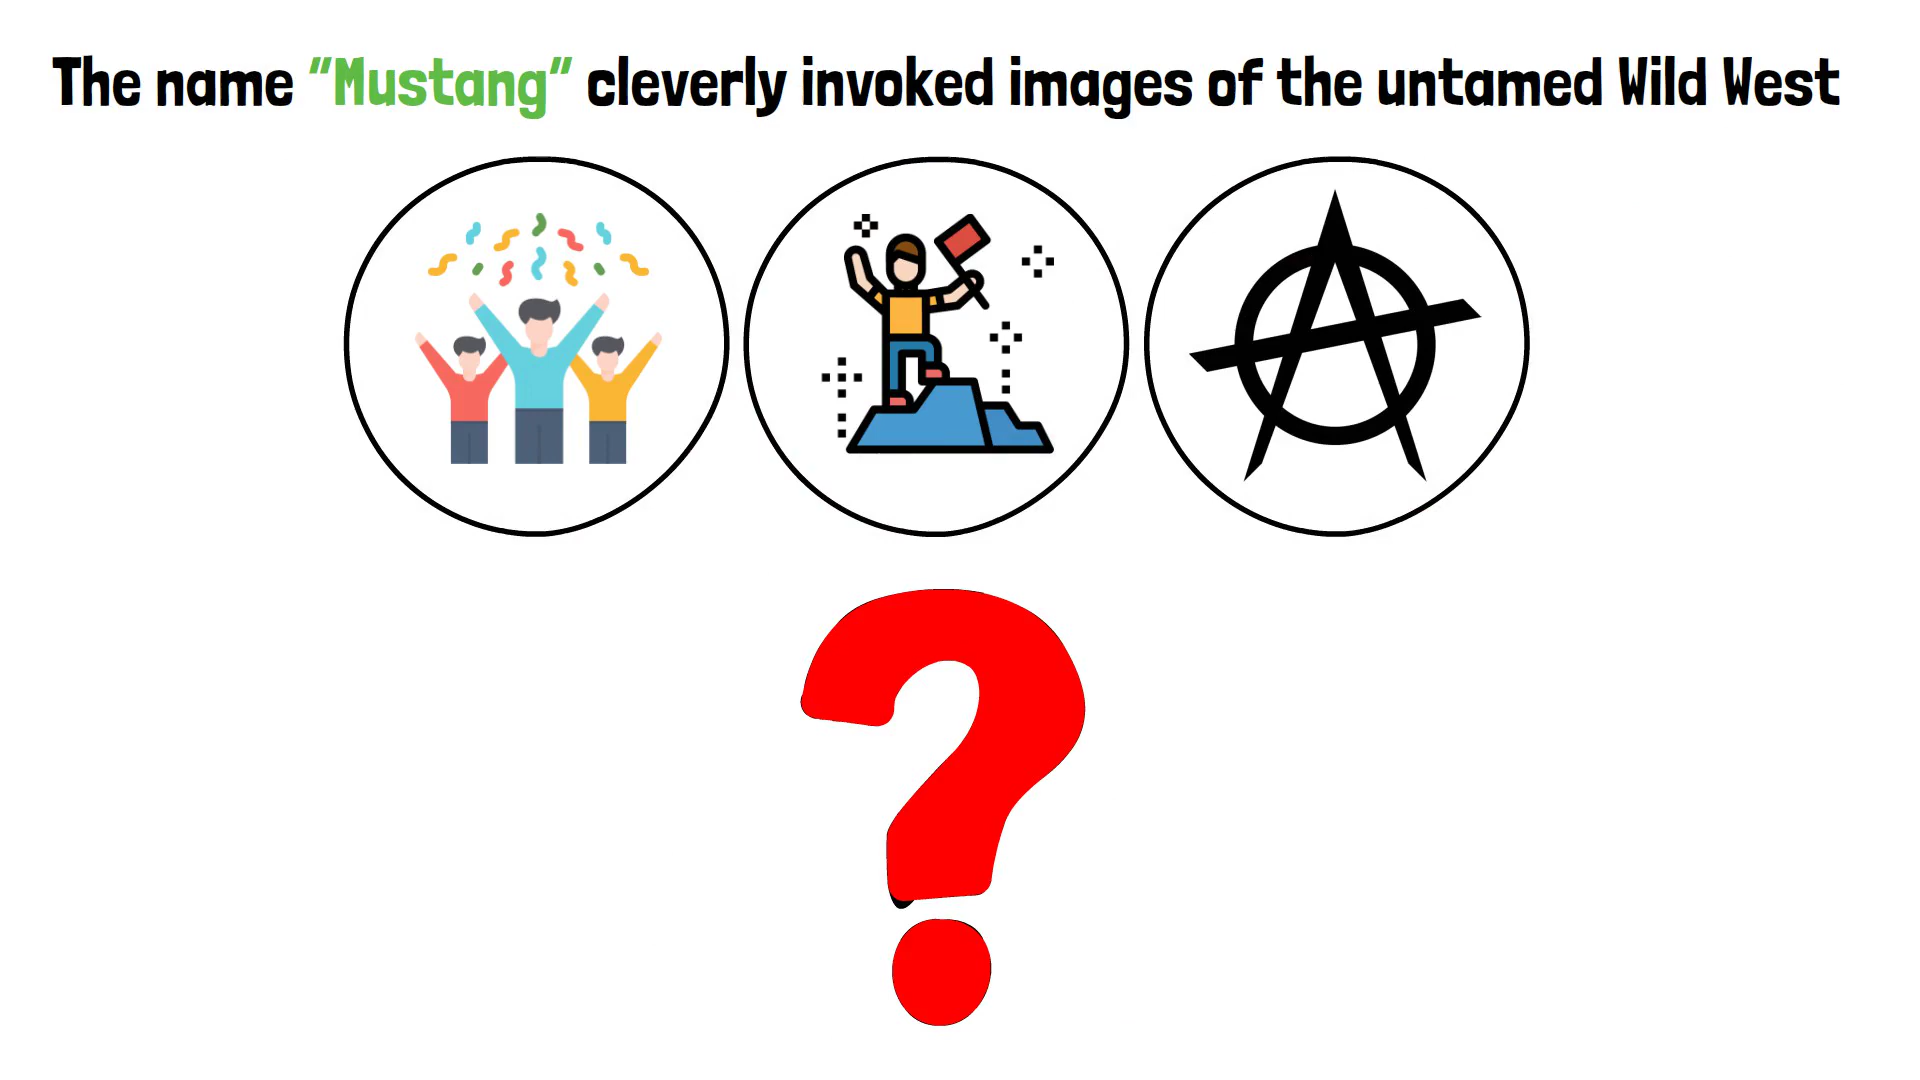 The name “Mustang” cleverly invoked images of the untamed Wild West
?